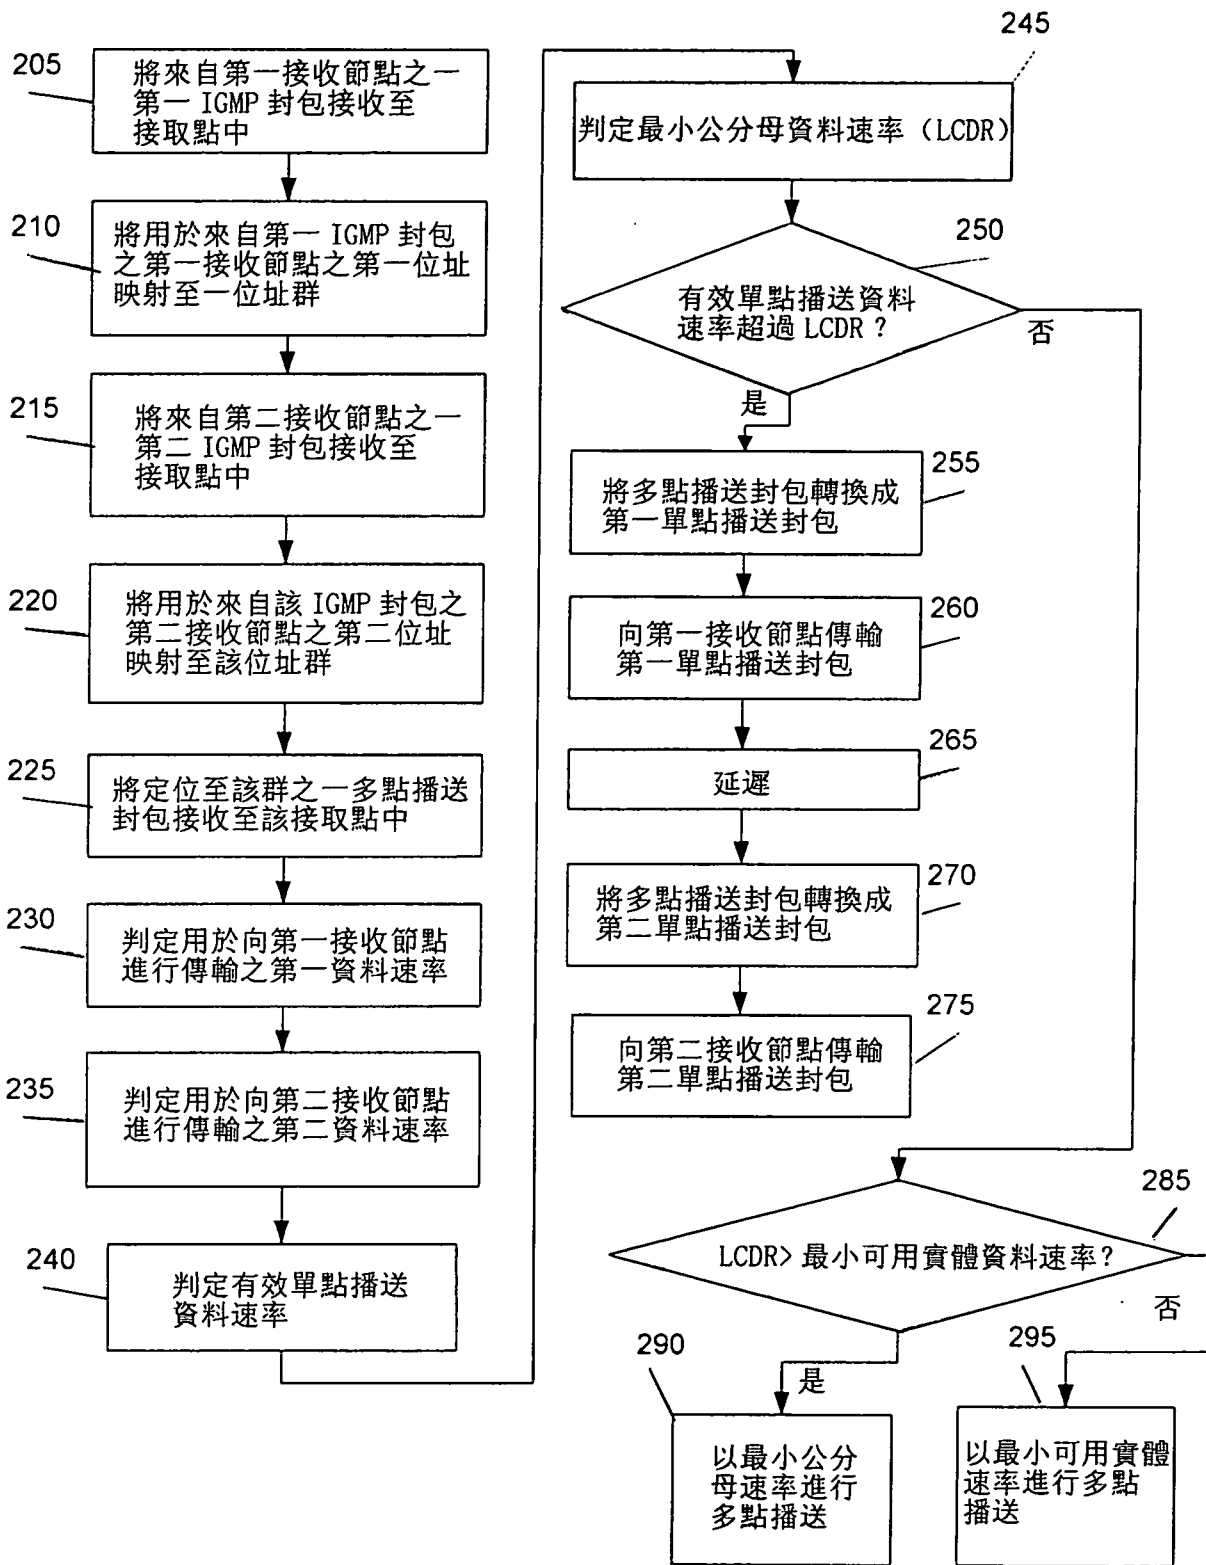 205
將來自第一接收節點之一
第一 IGMP 封包接收至
接取點中
210
將用於來自第一 IGMP 封包
之第一接收節點之第一位址
映射至一位址群
215
將來自第二接收節點之一
第二 IGMP 封包接收至
接取點中
220
將用於來自該 IGMP 封包之
第二接收節點之第二位址
映射至該位址群
225
將定位至該群之一多點播送
封包接收至該接取點中
230
判定用於向第一接收節點
進行傳輸之第一資料速率
235
判定用於向第二接收節點
進行傳輸之第二資料速率
240
判定有效單點播送
資料速率
245
判定最小公分母資料速率（LCDR）
250
有效單點播送資料
速率超過 LCDR？
否
是
255
將多點播送封包轉換成
第一單點播送封包
260
向第一接收節點傳輸
第一單點播送封包
265
延遲
270
將多點播送封包轉換成
第二單點播送封包
275
向第二接收節點傳輸
第二單點播送封包
285
LCDR> 最小可用實體資料速率?
否
是
290
以最小公分
母速率進行
多點播送
295
以最小可用實體
速率進行多點
播送